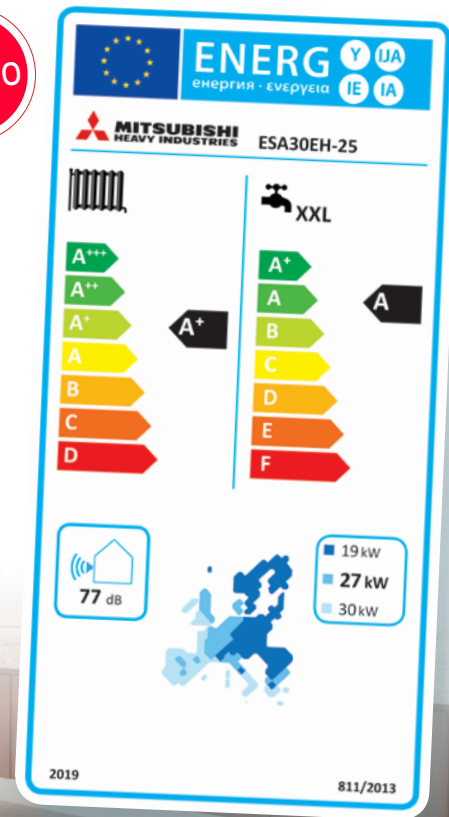 0
ENERG Y IJA
енергия · ενεργεια IE IA
MITSUBISHI
HEAVY INDUSTRIES
ESA30EH-25
XXL
A+++
A++
A+
A
B
C
D
A+
A+
A
B
C
D
E
F
A
77 dB
19 kW
27 kW
30 kW
2019
811/2013